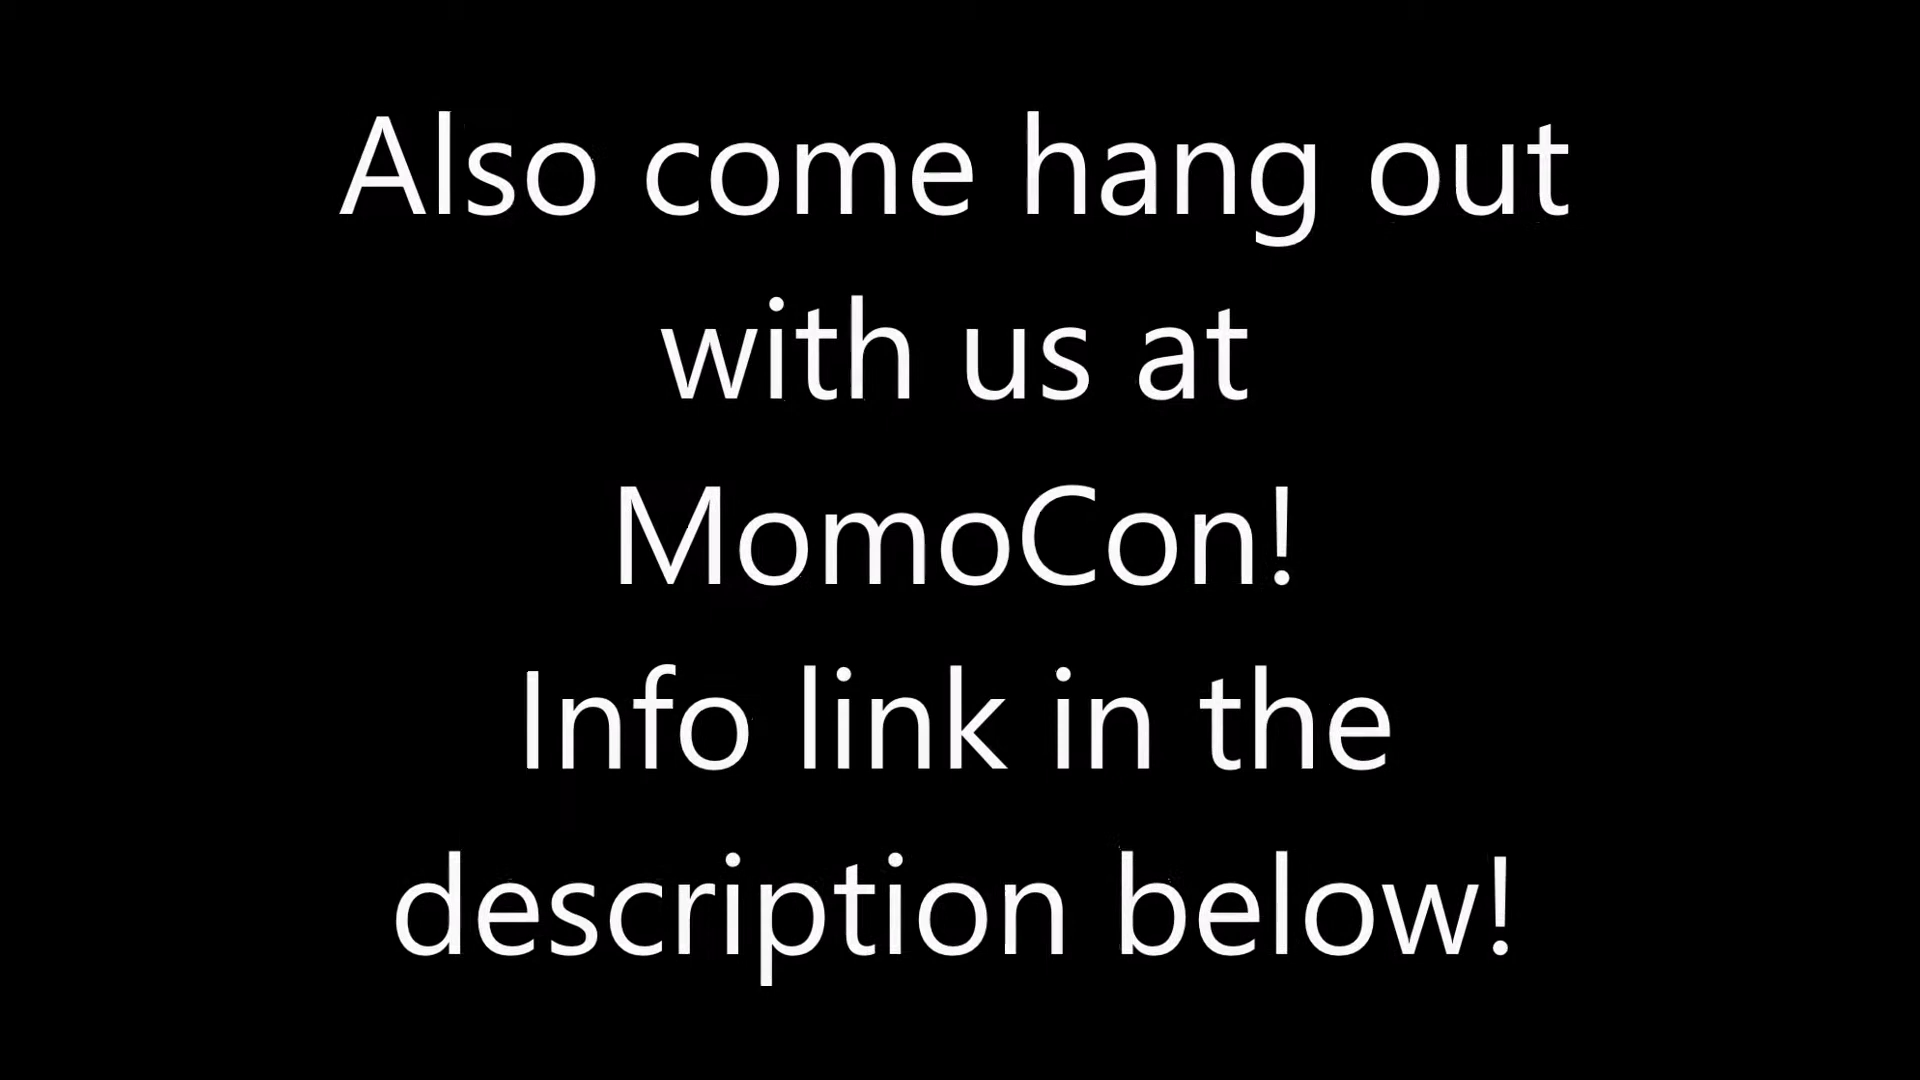 Also come hang out
with us at
MomoCon!
Info link in the
description below!